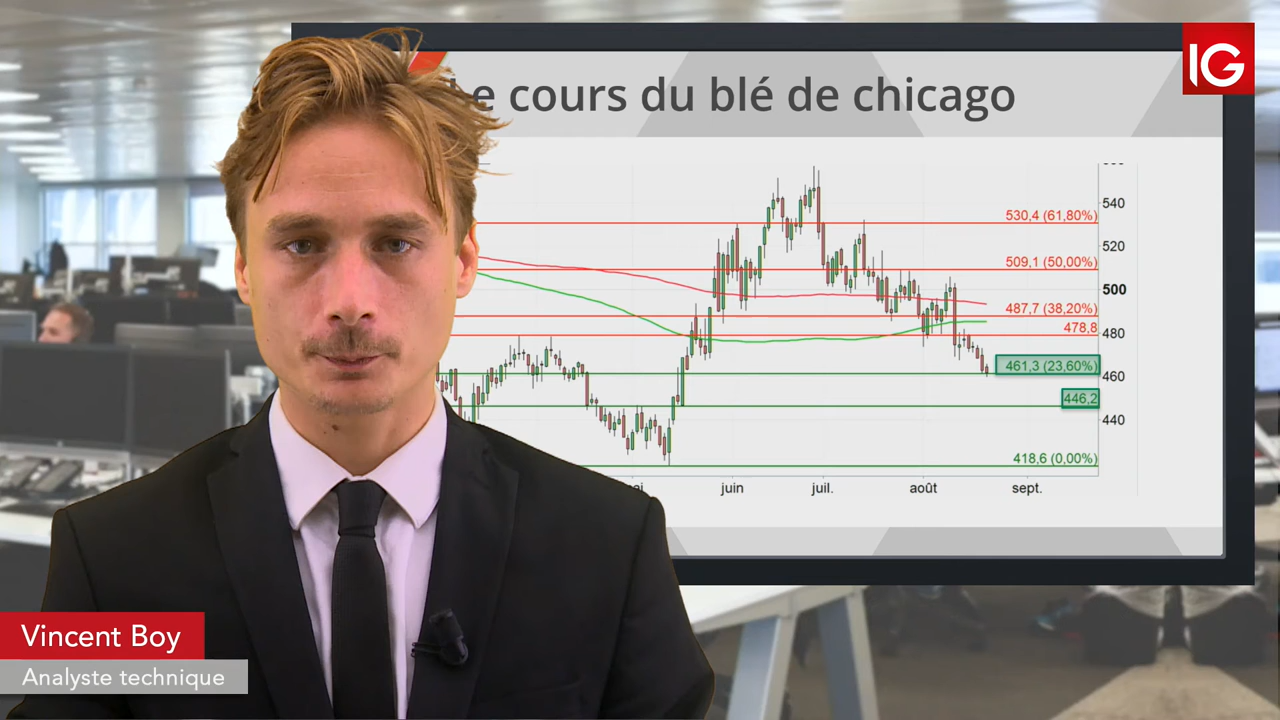 IG
le cours du blé de chicago
540
530,4 (61,80%)
520
509,1 (50,00%)
500
487,7 (38,20%)
478,8
480
461,3 (23,60%)
460
446,2
440
418,6 (0,00%)
juin juil. août sept.
Vincent Boy
Analyste technique